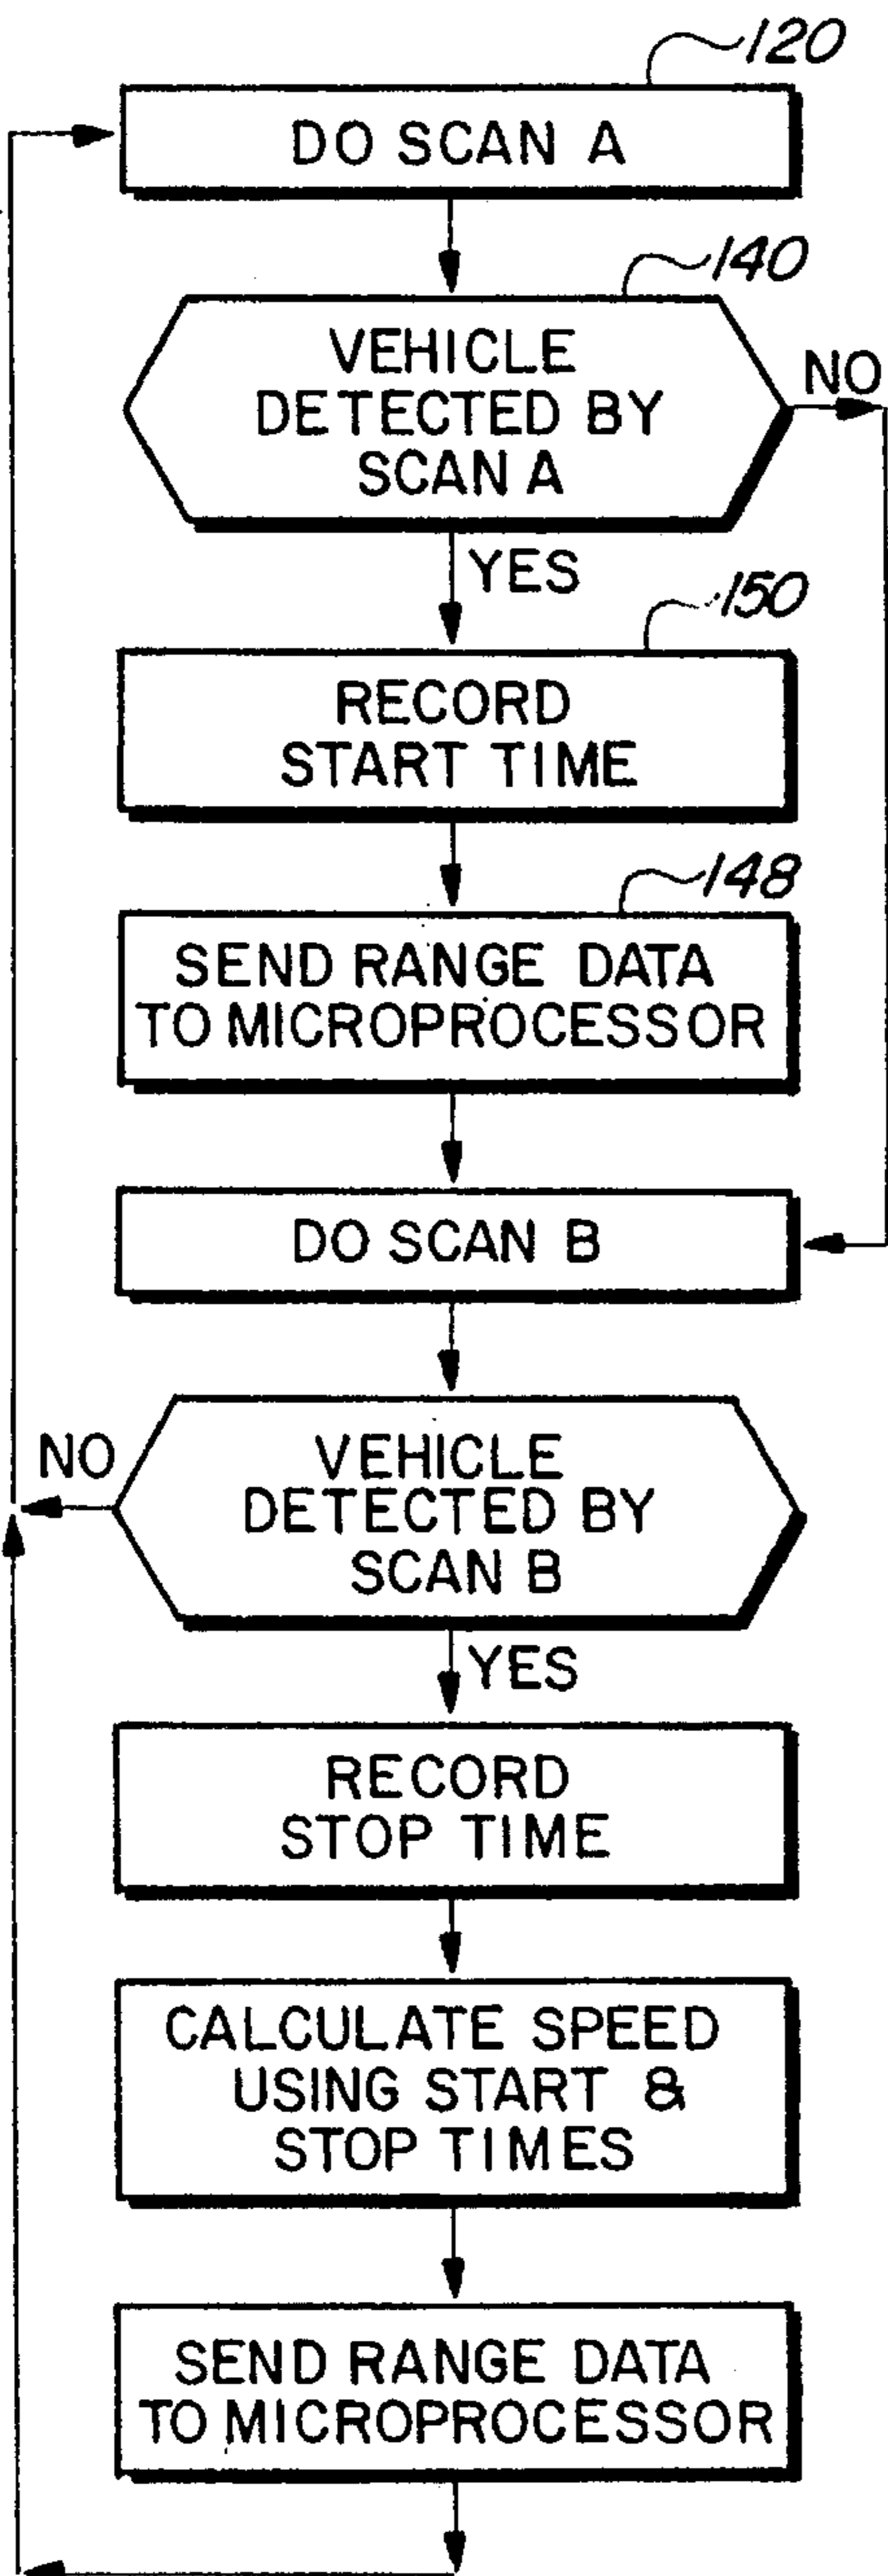 120
DO SCAN A
140
VEHICLE
DETECTED BY
SCAN A
NO
YES
150
RECORD
START TIME
148
SEND RANGE DATA
TO MICROPROCESSOR
DO SCAN B
NO
VEHICLE
DETECTED BY
SCAN B
YES
RECORD
STOP TIME
CALCULATE SPEED
USING START &
STOP TIMES
SEND RANGE DATA
TO MICROPROCESSOR